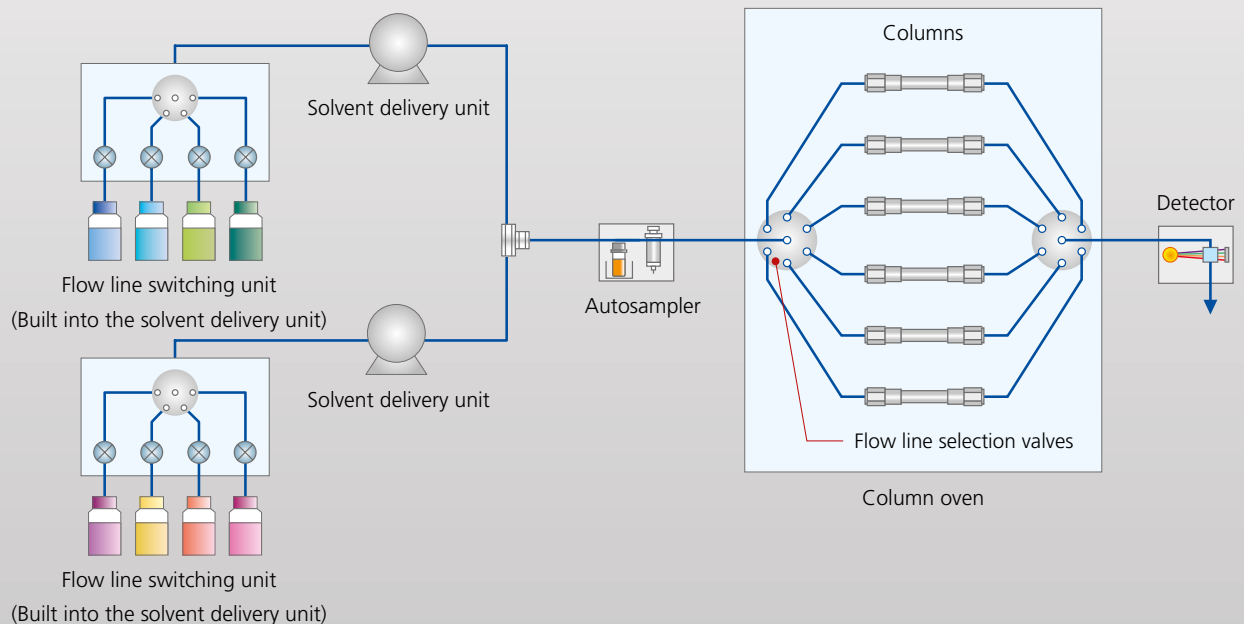 Columns
Solvent delivery unit
Flow line switching unit
(Built into the solvent delivery unit)
Autosampler
Detector
Solvent delivery unit
Flow line selection valves
Column oven
Flow line switching unit
(Built into the solvent delivery unit)